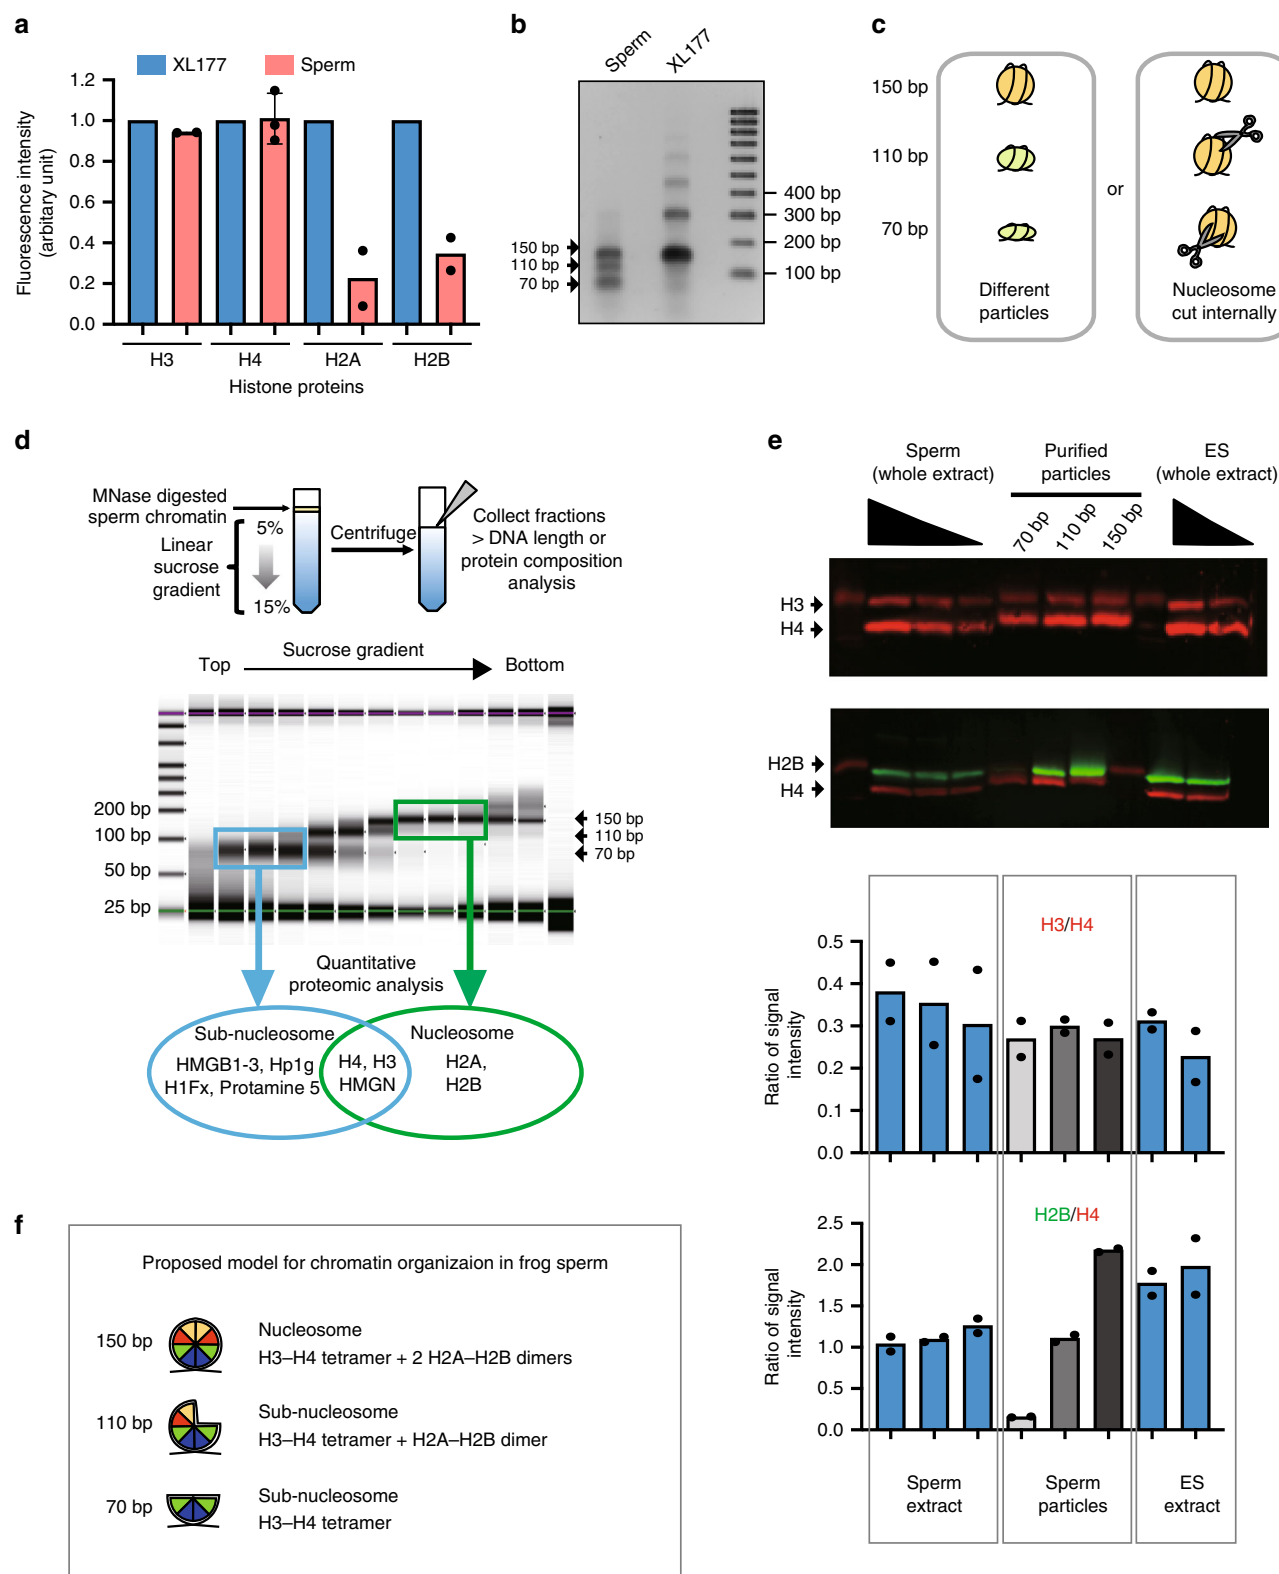 a
XL177
Sperm
Fluorescence intensity
(arbitary unit)
1.2
1.0
0.8
0.6
0.4
0.2
0.0
H3
H4
H2A
H2B
Histone proteins
b
Sperm
XL177
150 bp
110 bp
70 bp
400 bp
300 bp
200 bp
100 bp
c
150 bp
110 bp
70 bp
or
Different
particles
Nucleosome
cut internally
d
MNase digested
sperm chromatin
Linear
sucrose
gradient
5%
15%
Centrifuge
Collect fractions
> DNA length or
protein composition
analysis
Sucrose gradient
Top
Bottom
200 bp
100 bp
50 bp
25 bp
150 bp
110 bp
70 bp
Quantitative
proteomic analysis
Sub-nucleosome
HMGB1-3, Hp1g
H1Fx, Protamine 5
H4, H3
HMGN
Nucleosome
H2A,
H2B
e
Sperm
(whole extract)
Purified
particles
ES
(whole extract)
70 bp
110 bp
150 bp
H3
H4
H2B
H4
H3/H4
Ratio of signal
intensity
0.5
0.4
0.3
0.2
0.1
0.0
H2B/H4
Ratio of signal
intensity
2.5
2.0
1.5
1.0
0.5
0.0
Sperm
extract
Sperm
particles
ES
extract
f
Proposed model for chromatin organizaion in frog sperm
150 bp
Nucleosome
H3–H4 tetramer + 2 H2A–H2B dimers
110 bp
Sub-nucleosome
H3–H4 tetramer + H2A–H2B dimer
70 bp
Sub-nucleosome
H3–H4 tetramer